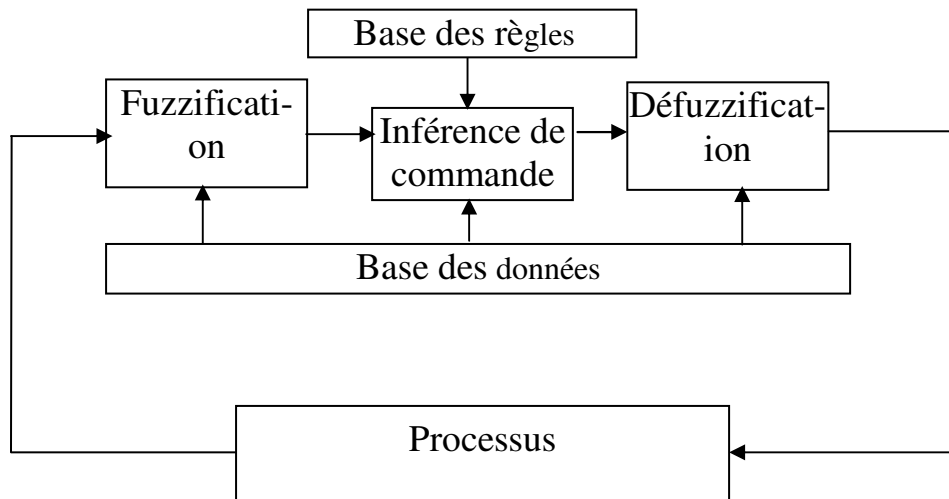 Base des règles
Fuzzificati-
on
Inférence de
commande
Défuzzificat-
ion
Base des données
Processus